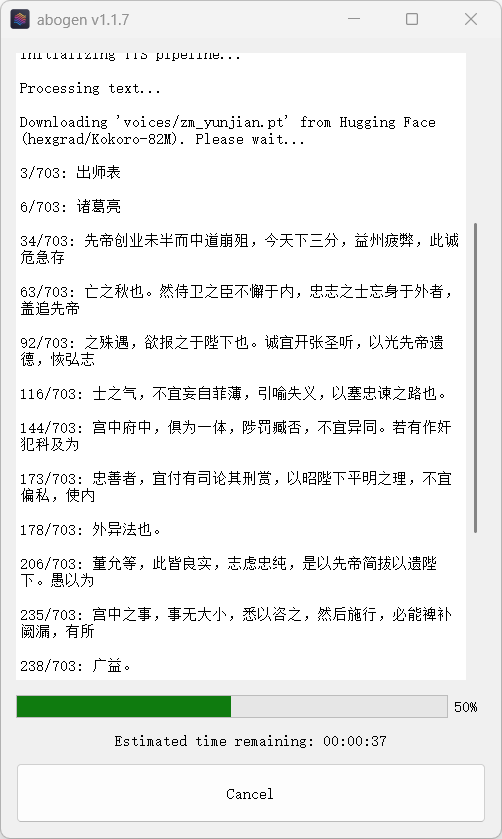 abogen v1.1.7
Initializing TTS pipeline...
Processing text...
Downloading 'voices/zm_yunjian.pt' from Hugging Face
(hexgrad/Kokoro-82M). Please wait...
3/703: 出师表
6/703: 诸葛亮
34/703: 先帝创业未半而中道崩殂，今天下三分，益州疲弊，此诚
危急存
63/703: 亡之秋也。然侍卫之臣不懈于内，忠志之士忘身于外者，
盖追先帝
92/703: 之殊遇，欲报之于陛下也。诚宜开张圣听，以光先帝遗
德，恢弘志
116/703: 士之气，不宜妄自菲薄，引喻失义，以塞忠谏之路也。
144/703: 宫中府中，俱为一体，陟罚臧否，不宜异同。若有作奸
犯科及为
173/703: 忠善者，宜付有司论其刑赏，以昭陛下平明之理，不宜
偏私，使内
178/703: 外异法也。
206/703: 董允等，此皆良实，志虑忠纯，是以先帝简拔以遗陛
下。愚以为
235/703: 宫中之事，事无大小，悉以咨之，然后施行，必能裨补
阙漏，有所
238/703: 广益。
50%
Estimated time remaining: 00:00:37
Cancel